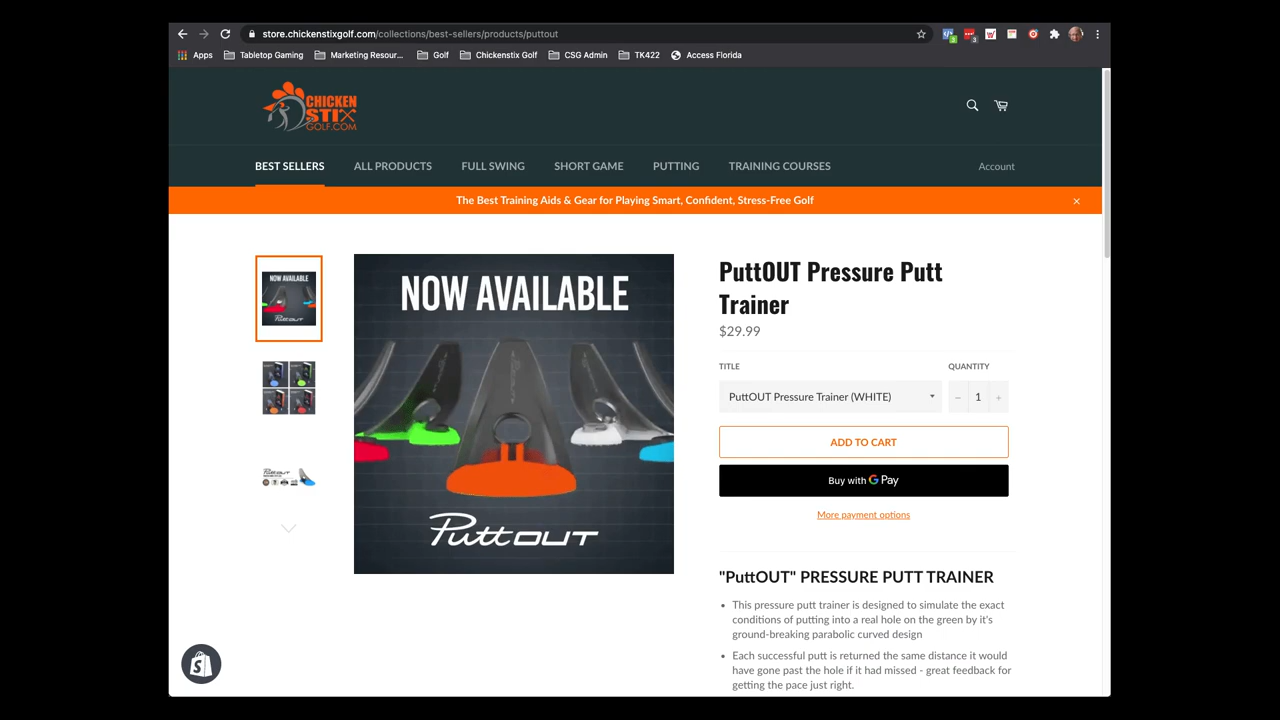 store.chickenstixgolf.com/collections/best-sellers/products/puttout
Apps Tabletop Gaming Marketing Resour... Golf Chickenstix Golf CSG Admin TK422 Access Florida
CHICKEN
STIX
GOLF.COM
BEST SELLERS ALL PRODUCTS FULL SWING SHORT GAME PUTTING TRAINING COURSES Account
The Best Training Aids & Gear for Playing Smart, Confident, Stress-Free Golf
NOW AVAILABLE
PuttOUT
NOW AVAILABLE
PuttOUT
PuttOUT
PuttOUT Pressure Putt
Trainer
$29.99
TITLE QUANTITY
PuttOUT Pressure Trainer (WHITE) − 1 +
ADD TO CART
Buy with G Pay
More payment options
"PuttOUT" PRESSURE PUTT TRAINER
• This pressure putt trainer is designed to simulate the exact
conditions of putting into a real hole on the green by it's
ground-breaking parabolic curved design
• Each successful putt is returned the same distance it would
have gone past the hole if it had missed - great feedback for
getting the pace just right.